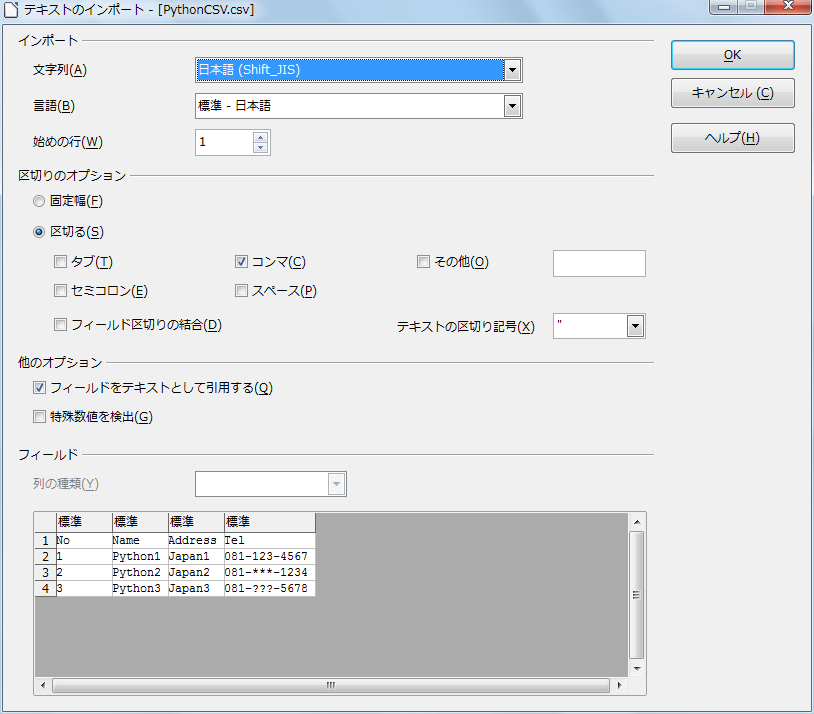 テキストのインポート - [PythonCSV.csv]
インポート
文字列(A) 日本語 (Shift_JIS)
言語(B) 標準 - 日本語
始めの行(W) 1
OK
キャンセル (C)
ヘルプ(H)
区切りのオプション
固定幅(F)
区切る(S)
タブ(T) コンマ(C) その他(O)
セミコロン(E) スペース(P)
フィールド区切りの結合(D) テキストの区切り記号(X) "
他のオプション
フィールドをテキストとして引用する(Q)
特殊数値を検出(G)
フィールド
列の種類(Y)
標準 標準 標準 標準
1 No Name Address Tel
2 1 Python1 Japan1 081-123-4567
3 2 Python2 Japan2 081-***-1234
4 3 Python3 Japan3 081-???-5678